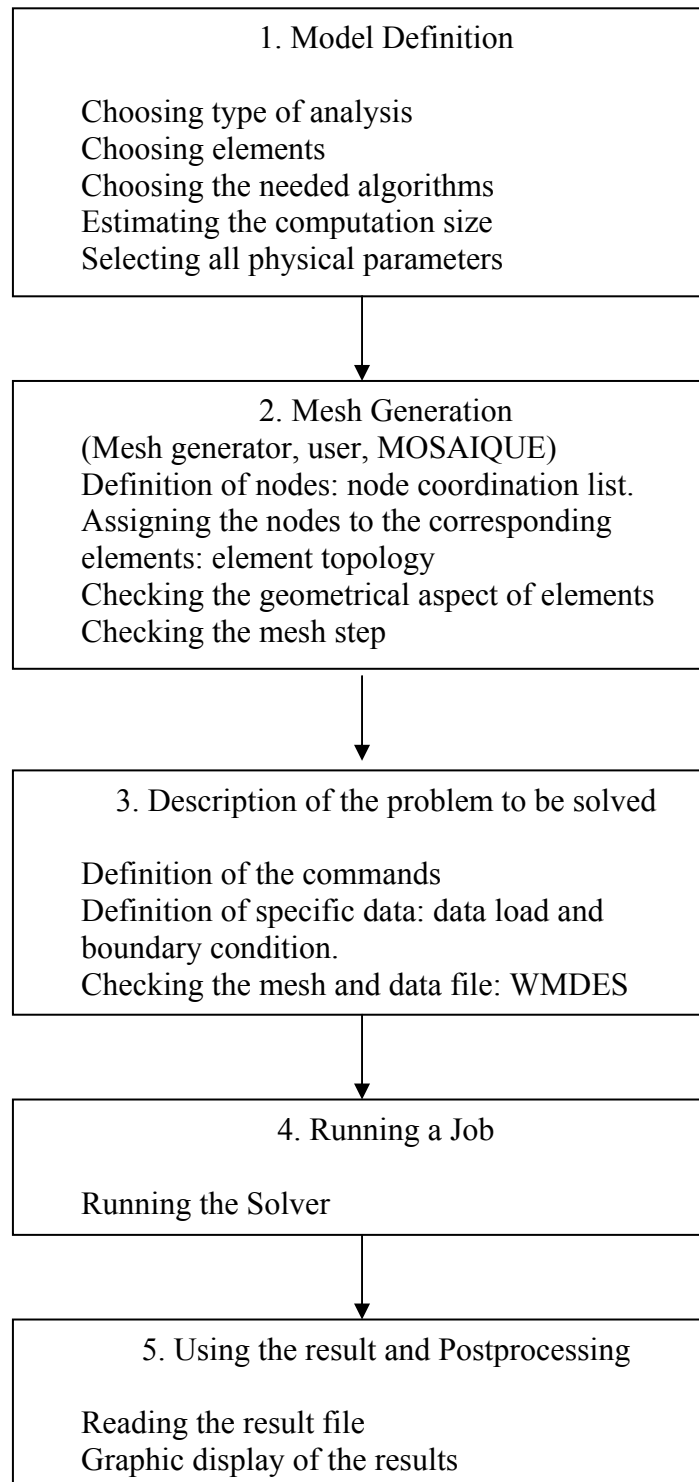 1. Model Definition
Choosing type of analysis
Choosing elements
Choosing the needed algorithms
Estimating the computation size
Selecting all physical parameters
2. Mesh Generation
(Mesh generator, user, MOSAIQUE)
Definition of nodes: node coordination list.
Assigning the nodes to the corresponding
elements: element topology
Checking the geometrical aspect of elements
Checking the mesh step
3. Description of the problem to be solved
Definition of the commands
Definition of specific data: data load and
boundary condition.
Checking the mesh and data file: WMDES
4. Running a Job
Running the Solver
5. Using the result and Postprocessing
Reading the result file
Graphic display of the results